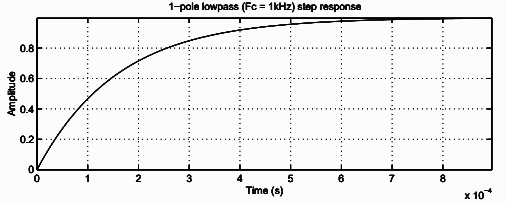 1−pole lowpass (Fc = 1kHz) step response
0.8
0.6
0.4
0.2
0
Amplitude
0 1 2 3 4 5 6 7 8
Time (s)
x 10⁻⁴